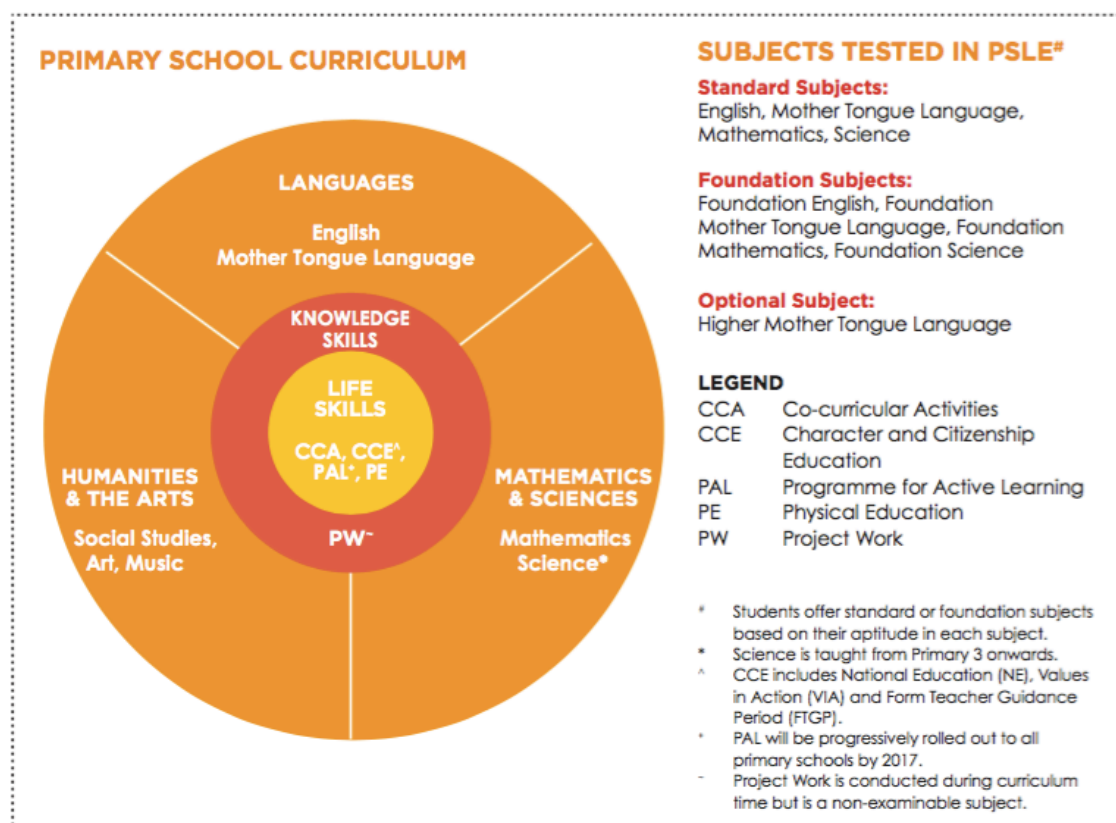 PRIMARY SCHOOL CURRICULUM
LANGUAGES
English
Mother Tongue Language
KNOWLEDGE
SKILLS
LIFE
SKILLS
CCA, CCE^,
PAL+, PE
PW~
HUMANITIES
& THE ARTS
Social Studies,
Art, Music
MATHEMATICS
& SCIENCES
Mathematics
Science*
SUBJECTS TESTED IN PSLE#
Standard Subjects:
English, Mother Tongue Language,
Mathematics, Science
Foundation Subjects:
Foundation English, Foundation
Mother Tongue Language, Foundation
Mathematics, Foundation Science
Optional Subject:
Higher Mother Tongue Language
LEGEND
CCA Co-curricular Activities
CCE Character and Citizenship
Education
PAL Programme for Active Learning
PE Physical Education
PW Project Work
# Students offer standard or foundation subjects
based on their aptitude in each subject.
* Science is taught from Primary 3 onwards.
^ CCE includes National Education (NE), Values
in Action (VIA) and Form Teacher Guidance
Period (FTGP).
+ PAL will be progressively rolled out to all
primary schools by 2017.
~ Project Work is conducted during curriculum
time but is a non-examinable subject.